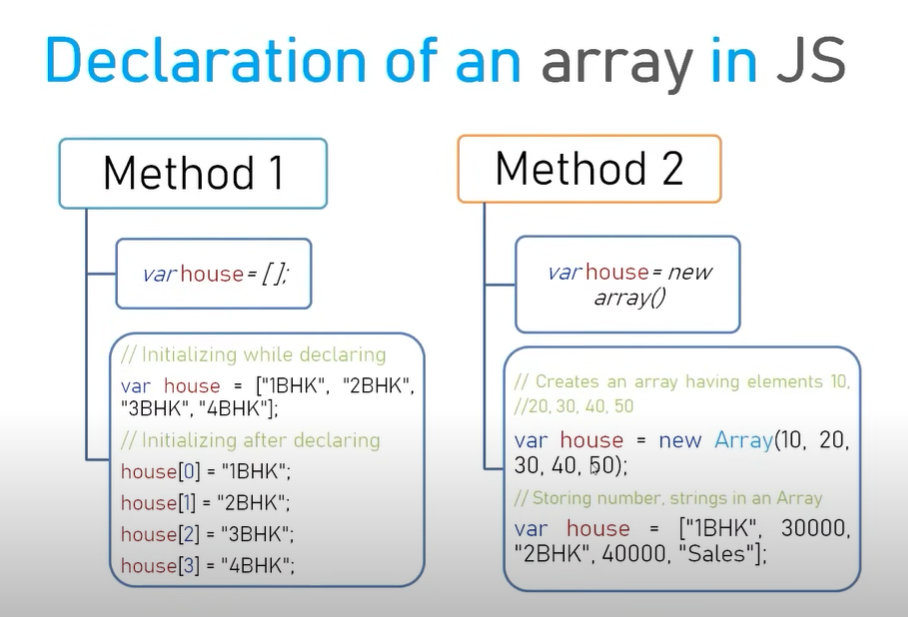 Declaration of an array in JS
Method 1
var house = [ ];
// Initializing while declaring
var house = ["1BHK", "2BHK",
"3BHK", "4BHK"];
// Initializing after declaring
house[0] = "1BHK";
house[1] = "2BHK";
house[2] = "3BHK";
house[3] = "4BHK";
Method 2
var house = new
array()
// Creates an array having elements 10,
//20, 30, 40, 50
var house = new Array(10, 20,
30, 40, 50);
// Storing number, strings in an Array
var house = ["1BHK", 30000,
"2BHK", 40000, "Sales"];